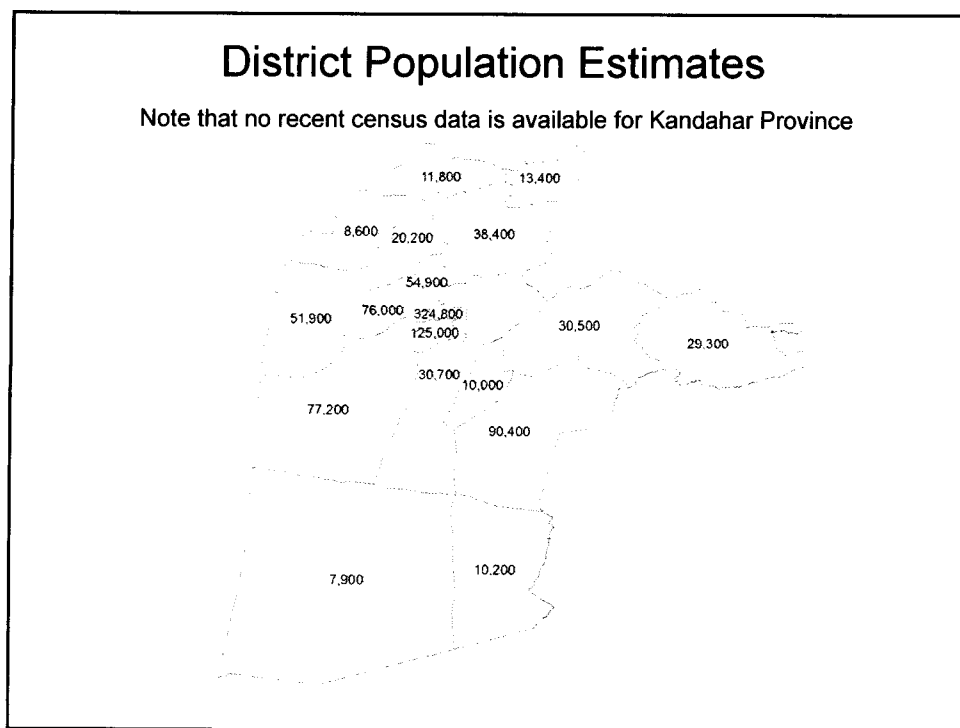 District Population Estimates
Note that no recent census data is available for Kandahar Province
11,800 13,400
8,600 20,200 38,400
54,900
51,900 76,000 324,800 30,500
125,000 29,300
30,700 10,000
77,200
90,400
7,900 10,200